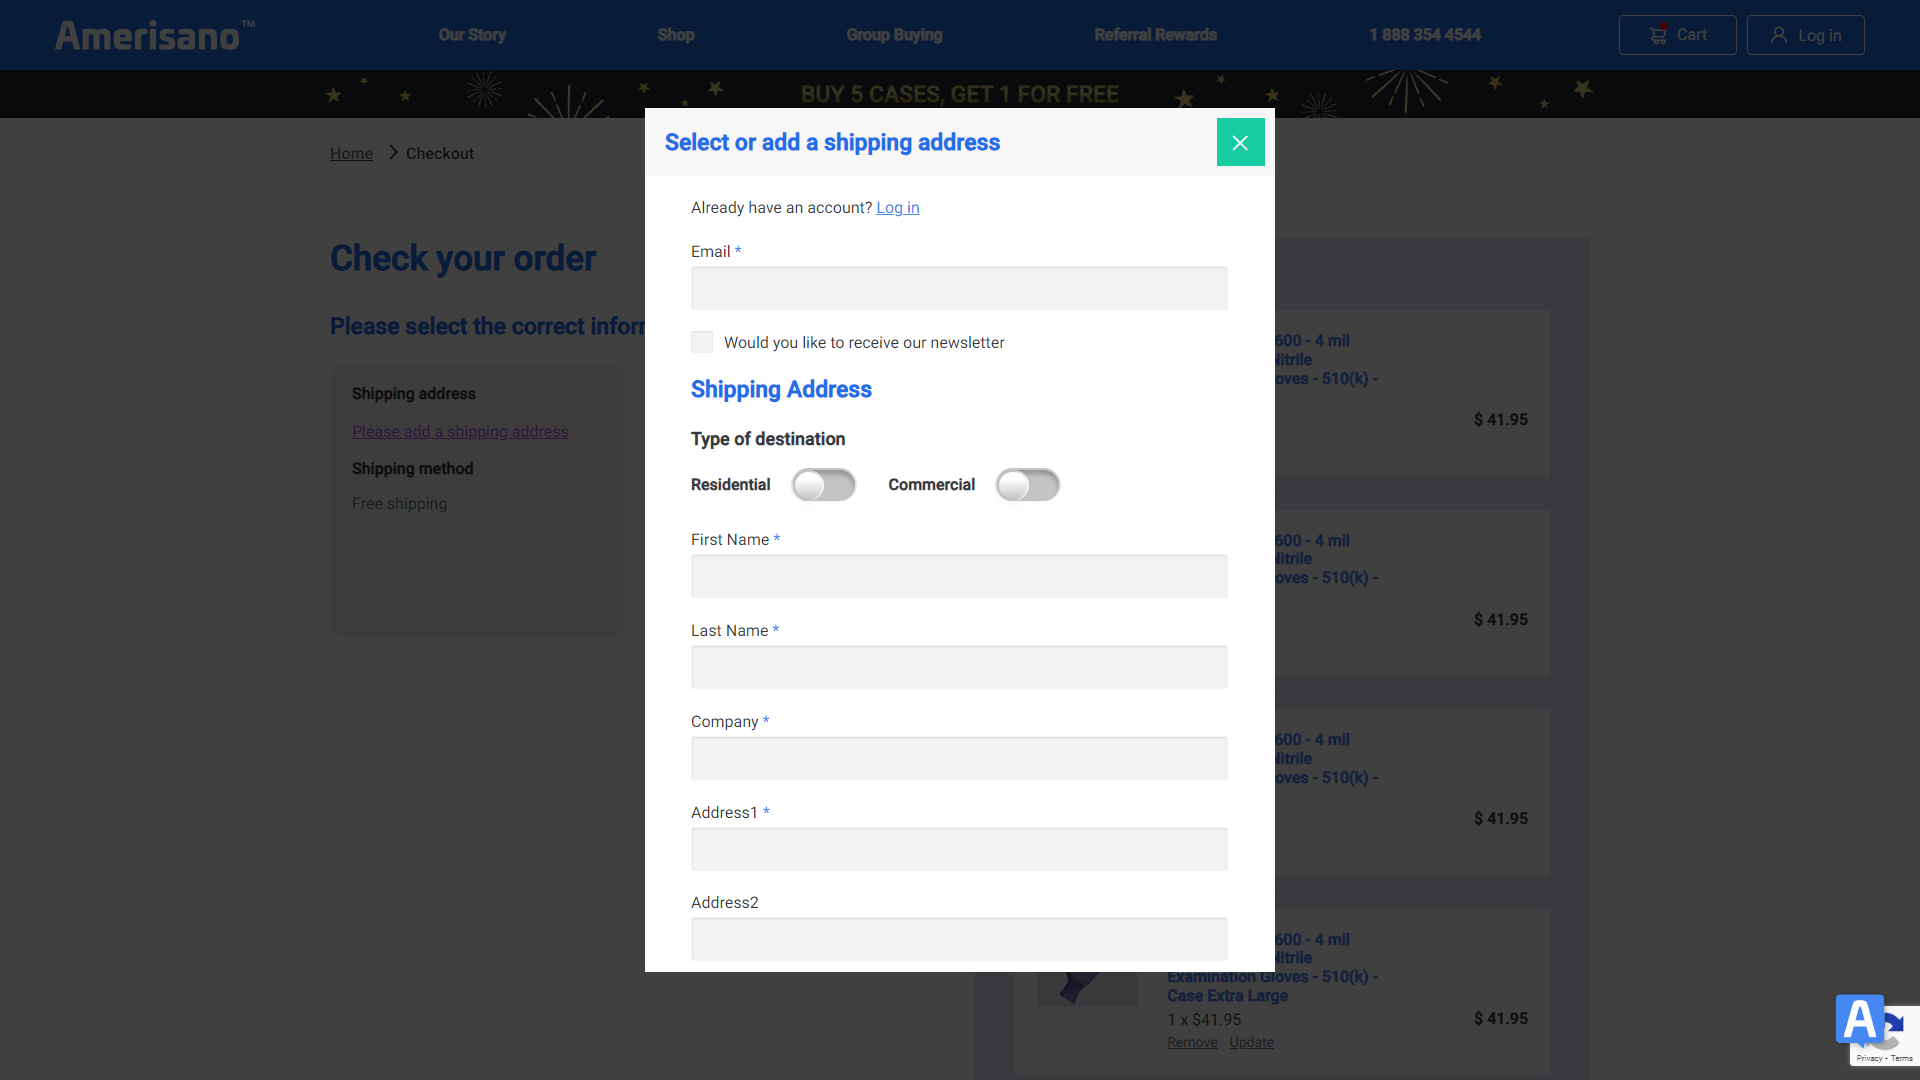 Amerisano™
Our Story
Shop
Group Buying
Referral Rewards
1 888 354 4544
Cart
Log in
BUY 5 CASES, GET 1 FOR FREE
Home
Checkout
Select or add a shipping address
Already have an account? Log in
Email *
Would you like to receive our newsletter
Shipping Address
Type of destination
Residential
Commercial
First Name *
Last Name *
Company *
Address1 *
Address2
Check your order
Please select the correct infor
Shipping address
Please add a shipping address
Shipping method
Free shipping
600 - 4 mil
Nitrile
oves - 510(k) -
$ 41.95
600 - 4 mil
Nitrile
oves - 510(k) -
$ 41.95
600 - 4 mil
Nitrile
oves - 510(k) -
$ 41.95
600 - 4 mil
Nitrile
Examination Gloves - 510(k) -
Case Extra Large
1 x $41.95
$ 41.95
Remove Update
A
Privacy - Terms